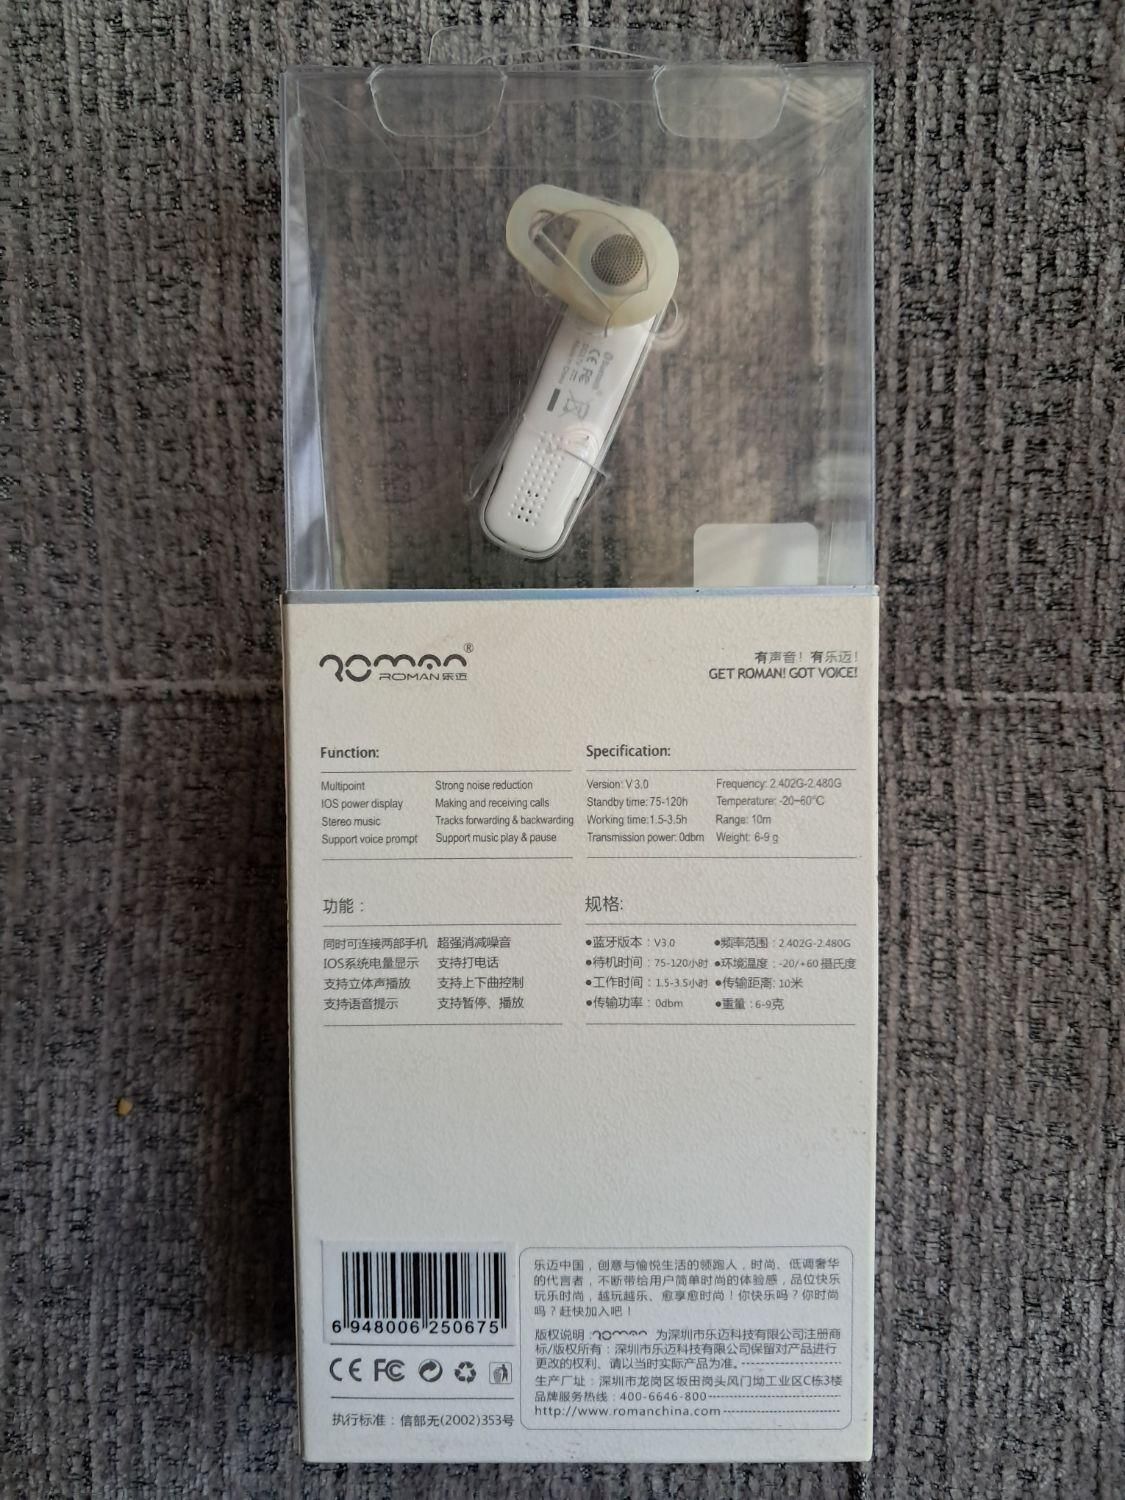 Bluetooth
CE FC
roman®
ROMAN乐迈
有声音！有乐迈！
GET ROMAN! GOT VOICE!
Function:
Multipoint Strong noise reduction
IOS power display Making and receiving calls
Stereo music Tracks forwarding & backwarding
Support voice prompt Support music play & pause
Specification:
Version: V 3.0 Frequency: 2.402G-2.480G
Standby time: 75-120h Temperature: -20~60°C
Working time:1.5-3.5h Range: 10m
Transmission power: 0dbm Weight: 6-9 g
功能：
同时可连接两部手机 超强消减噪音
IOS系统电量显示 支持打电话
支持立体声播放 支持上下曲控制
支持语音提示 支持暂停、播放
规格:
●蓝牙版本：V3.0 ●频率范围：2.402G-2.480G
●待机时间：75-120小时 ●环境温度：-20/+60 摄氏度
●工作时间：1.5-3.5小时 ●传输距离: 10米
●传输功率：0dbm ●重量：6-9克
6 948006 250675
CE FC
执行标准：信部无(2002)353号
乐迈中国，创意与愉悦生活的领跑人，时尚、低调奢华
的代言者，不断带给用户简单时尚的体验感，品位快乐
玩乐时尚，越玩越乐、愈享愈时尚！你快乐吗？你时尚
吗？赶快加入吧！
版权说明：roman 为深圳市乐迈科技有限公司注册商
标/版权所有：深圳市乐迈科技有限公司保留对产品进行
更改的权利、请以当时实际产品为准。
生产厂址：深圳市龙岗区坂田岗头风门坳工业区C栋3楼
品牌服务热线：400-6646-800
http://www.romanchina.com